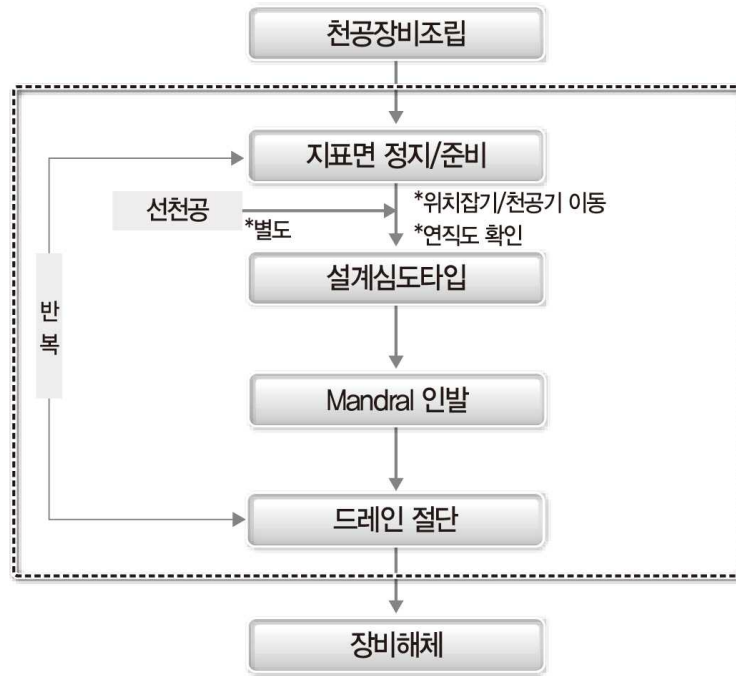 천공장비조립
지표면 정지/준비
선천공
*별도
*위치잡기/천공기 이동
*연직도 확인
설계심도타입
반
복
Mandral 인발
드레인 절단
장비해체